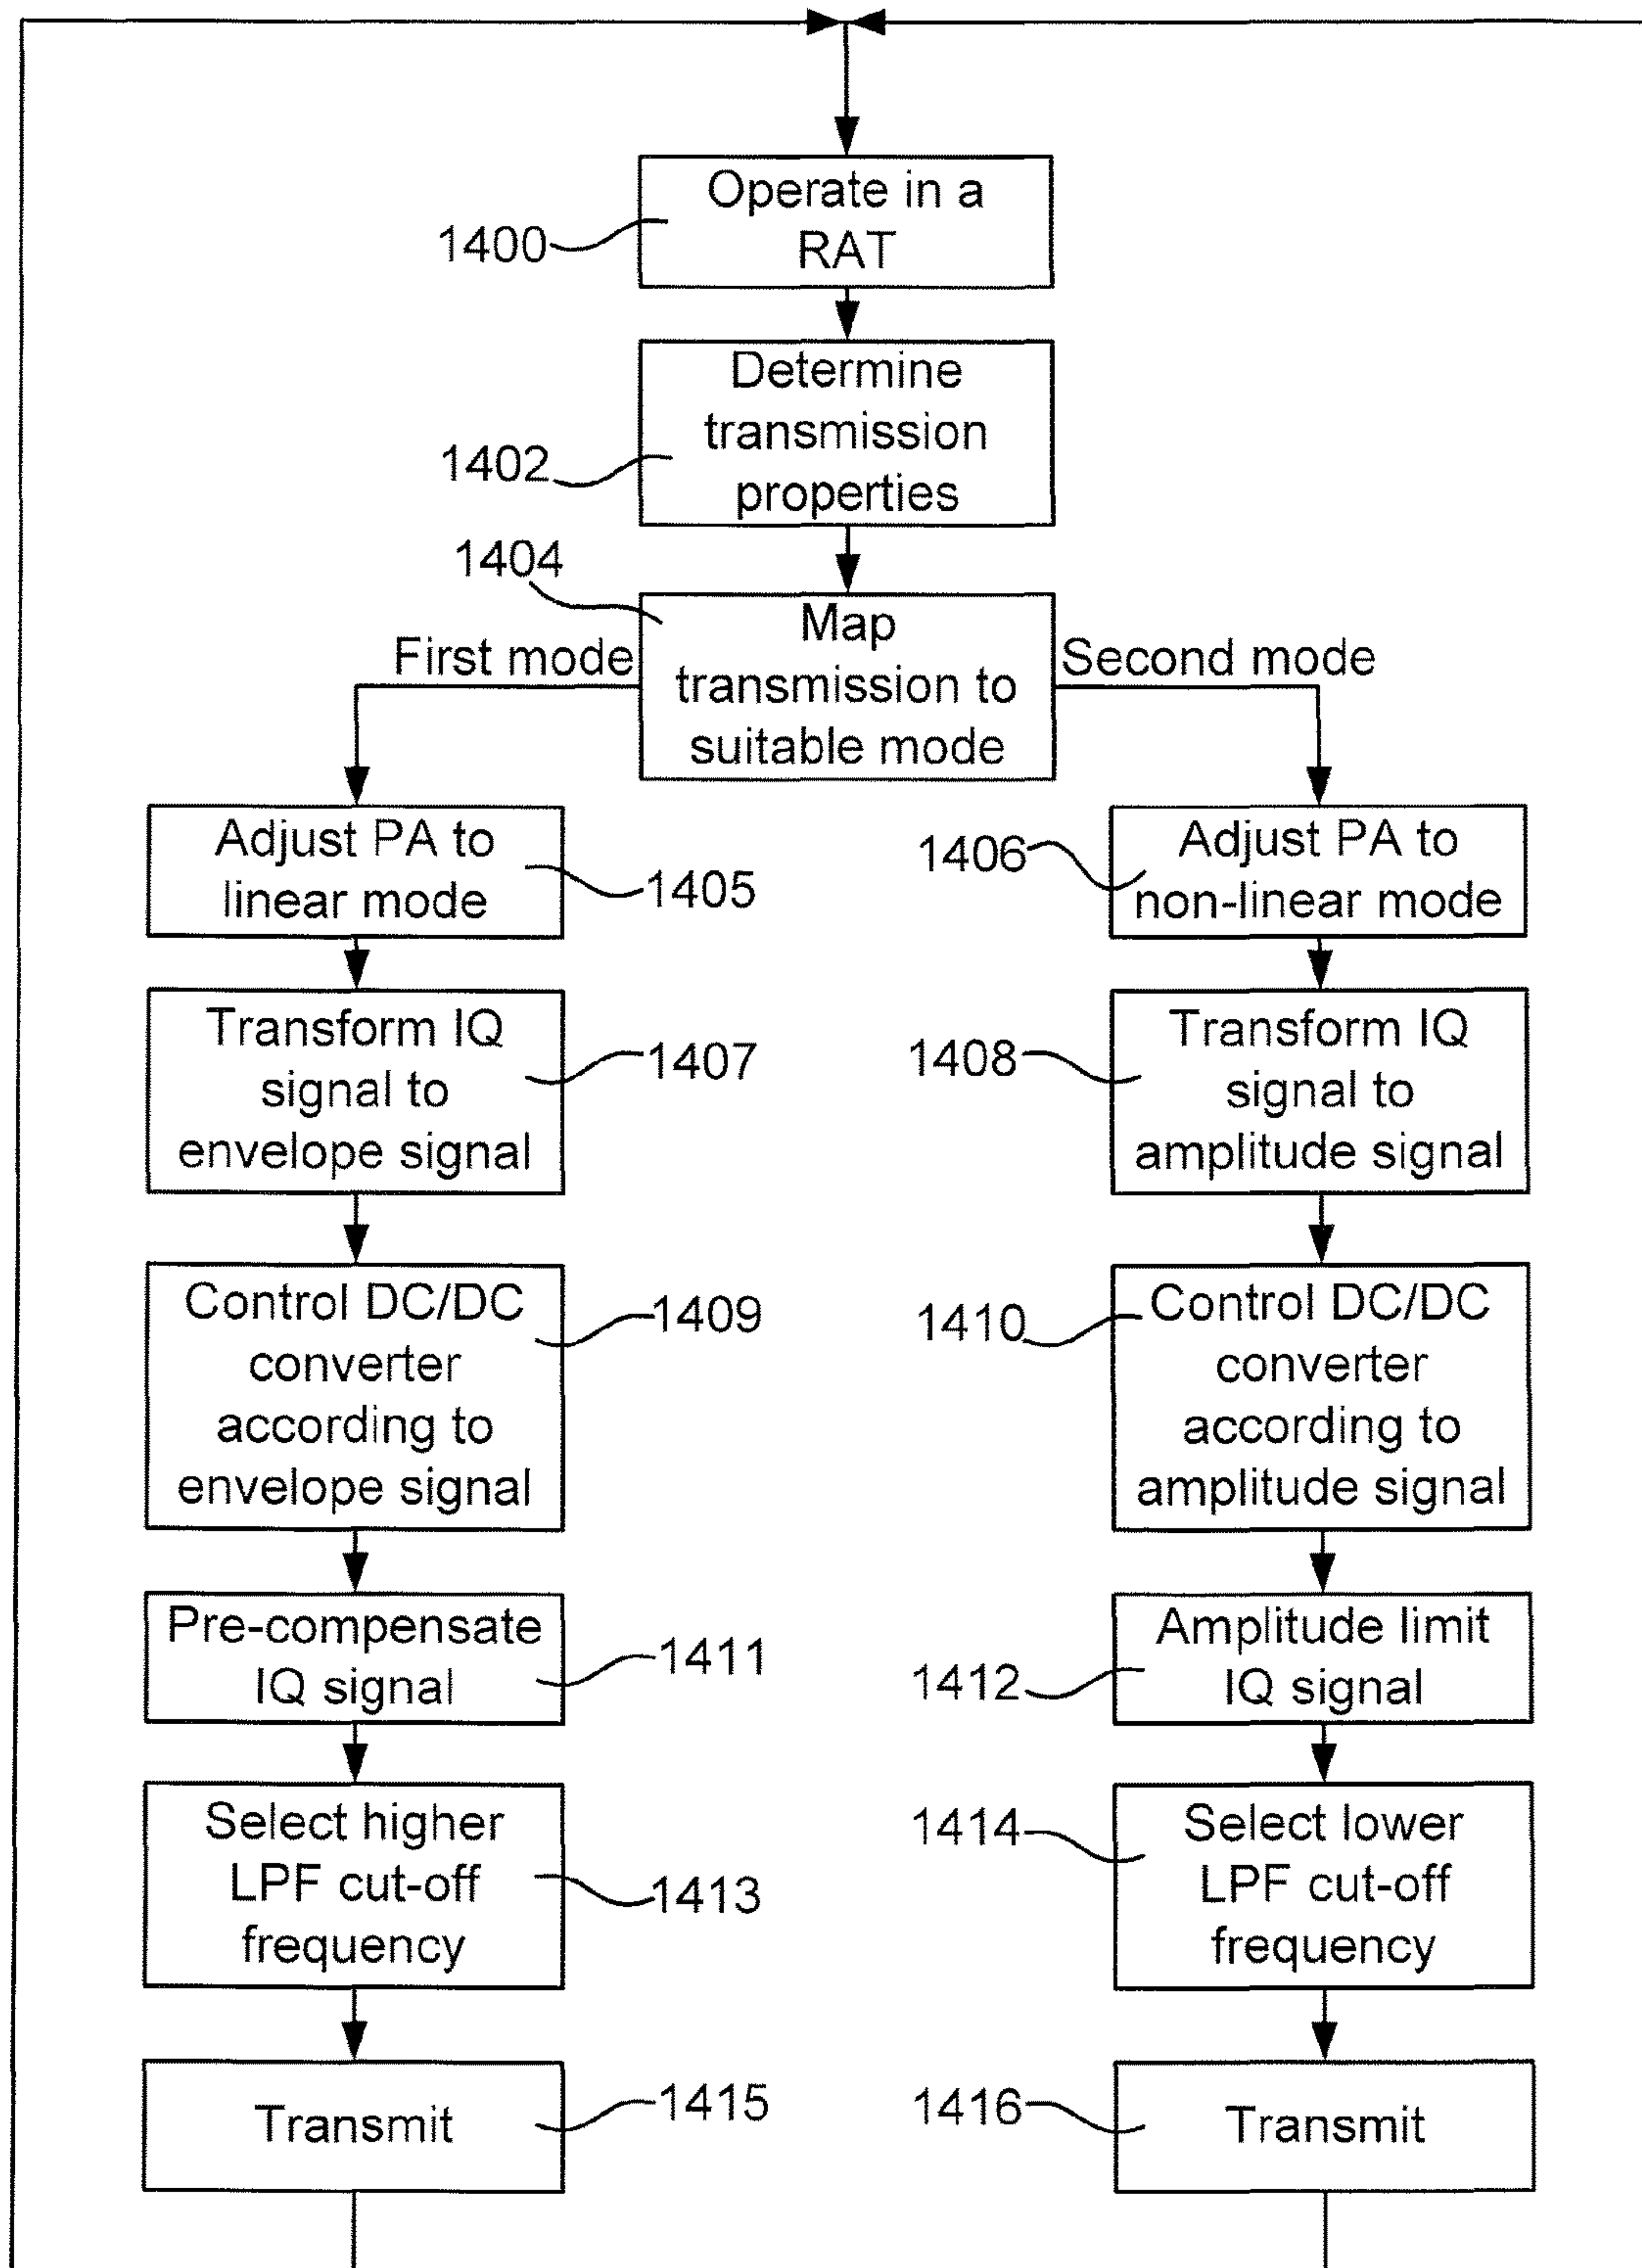 Operate in a
RAT
1400
Determine
transmission
properties
1402
1404
Map
transmission to
suitable mode
First mode
Second mode
Adjust PA to
linear mode
1405
1406
Adjust PA to
non-linear mode
Transform IQ
signal to
envelope signal
1407
1408
Transform IQ
signal to
amplitude signal
Control DC/DC
converter
according to
envelope signal
1409
1410
Control DC/DC
converter
according to
amplitude signal
Pre-compensate
IQ signal
1411
1412
Amplitude limit
IQ signal
Select higher
LPF cut-off
frequency
1413
1414
Select lower
LPF cut-off
frequency
Transmit
1415
1416
Transmit